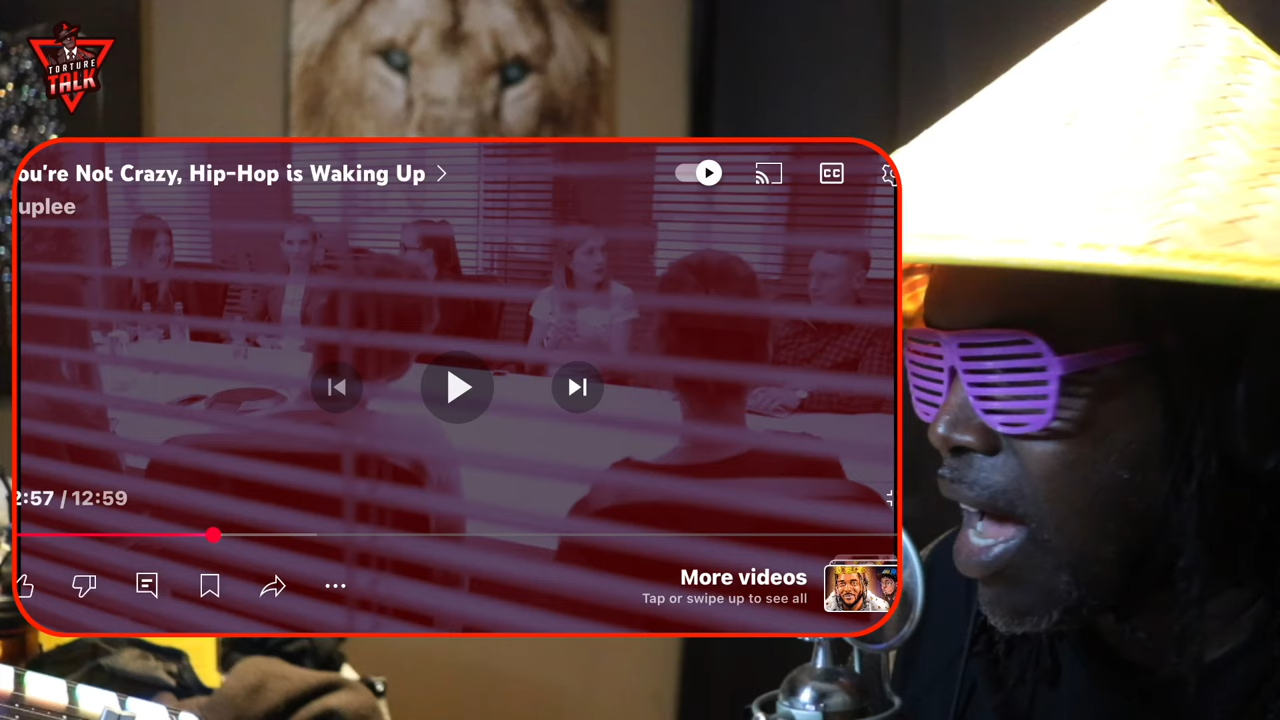 TORTURE
TALK
ou're Not Crazy, Hip-Hop is Waking Up
uplee
CC
2:57 / 12:59
More videos
Tap or swipe up to see all